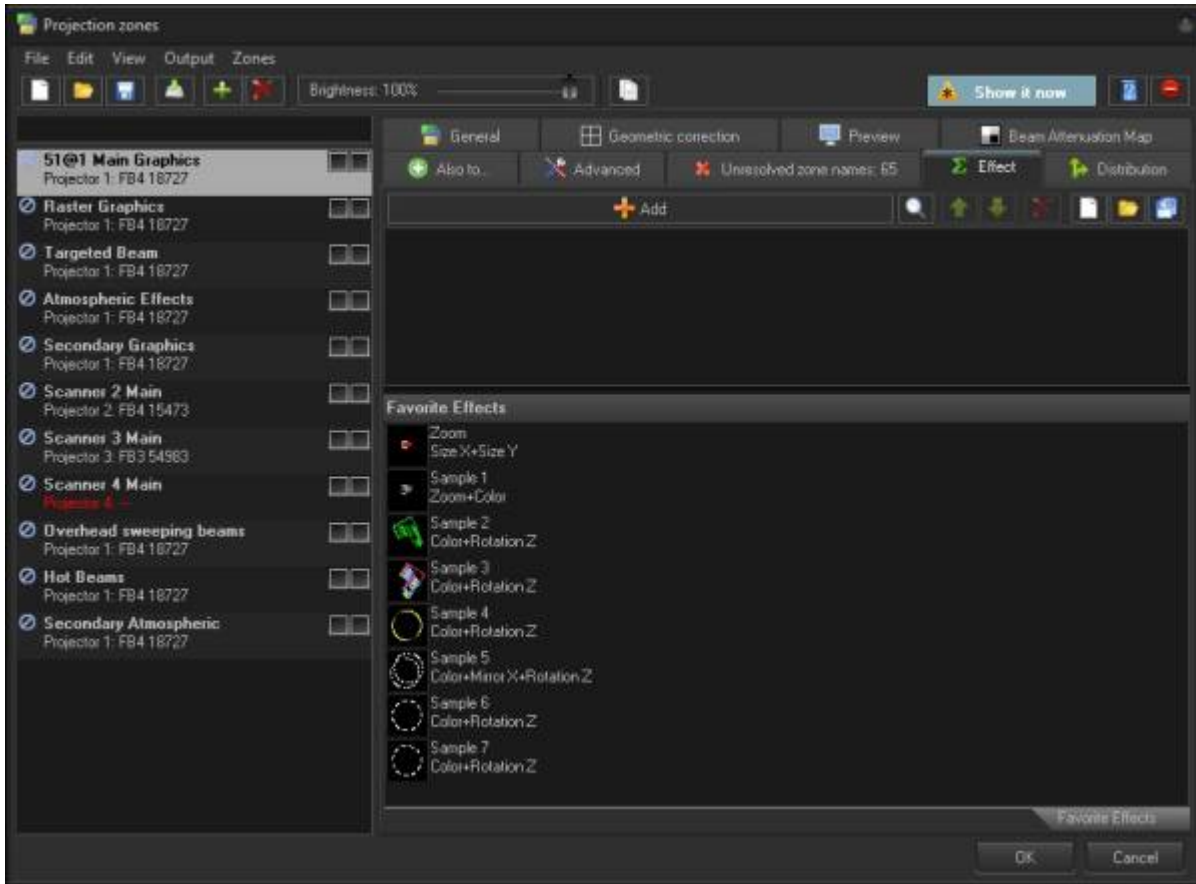 Projection zones
File Edit View Output Zones
Brightness: 100%
Show it now
General
Geometric correction
Preview
Beam Attenuation Map
Also to...
Advanced
Unresolved zone names: 65
Effect
Distribution
Add
51@1 Main Graphics
Projector 1: FB4 18727
Raster Graphics
Projector 1: FB4 18727
Targeted Beam
Projector 1: FB4 18727
Atmospheric Effects
Projector 1: FB4 18727
Secondary Graphics
Projector 1: FB4 18727
Scanner 2 Main
Projector 2: FB4 15473
Scanner 3 Main
Projector 3: FB3 54983
Scanner 4 Main
Projector 4: --
Overhead sweeping beams
Projector 1: FB4 18727
Hot Beams
Projector 1: FB4 18727
Secondary Atmospheric
Projector 1: FB4 18727
Favorite Effects
Zoom
Size X+Size Y
Sample 1
Zoom+Color
Sample 2
Color+Rotation Z
Sample 3
Color+Rotation Z
Sample 4
Color+Rotation Z
Sample 5
Color+Mirror X+Rotation Z
Sample 6
Color+Rotation Z
Sample 7
Color+Rotation Z
Favorite Effects
OK
Cancel